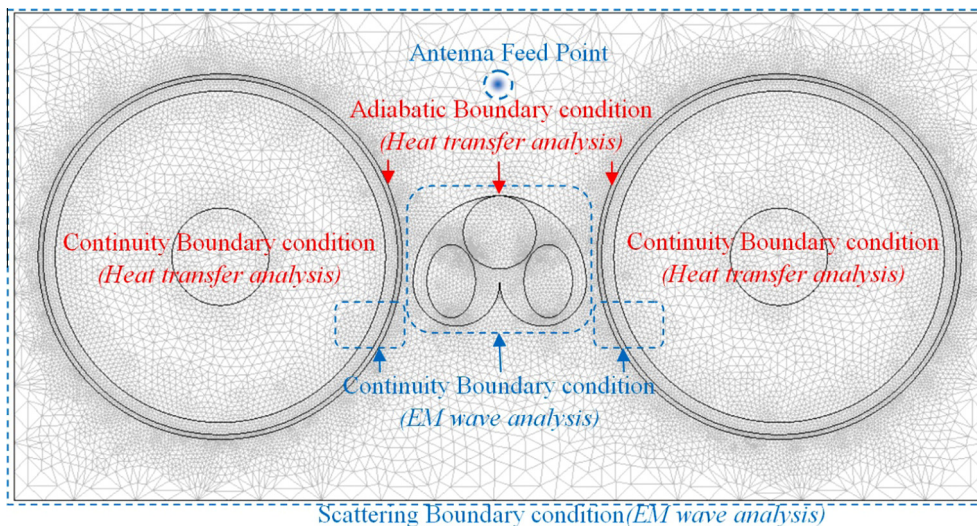 Antenna Feed Point
Adiabatic Boundary condition
(Heat transfer analysis)
Continuity Boundary condition
(Heat transfer analysis)
Continuity Boundary condition
(Heat transfer analysis)
Continuity Boundary condition
(EM wave analysis)
Scattering Boundary condition(EM wave analysis)